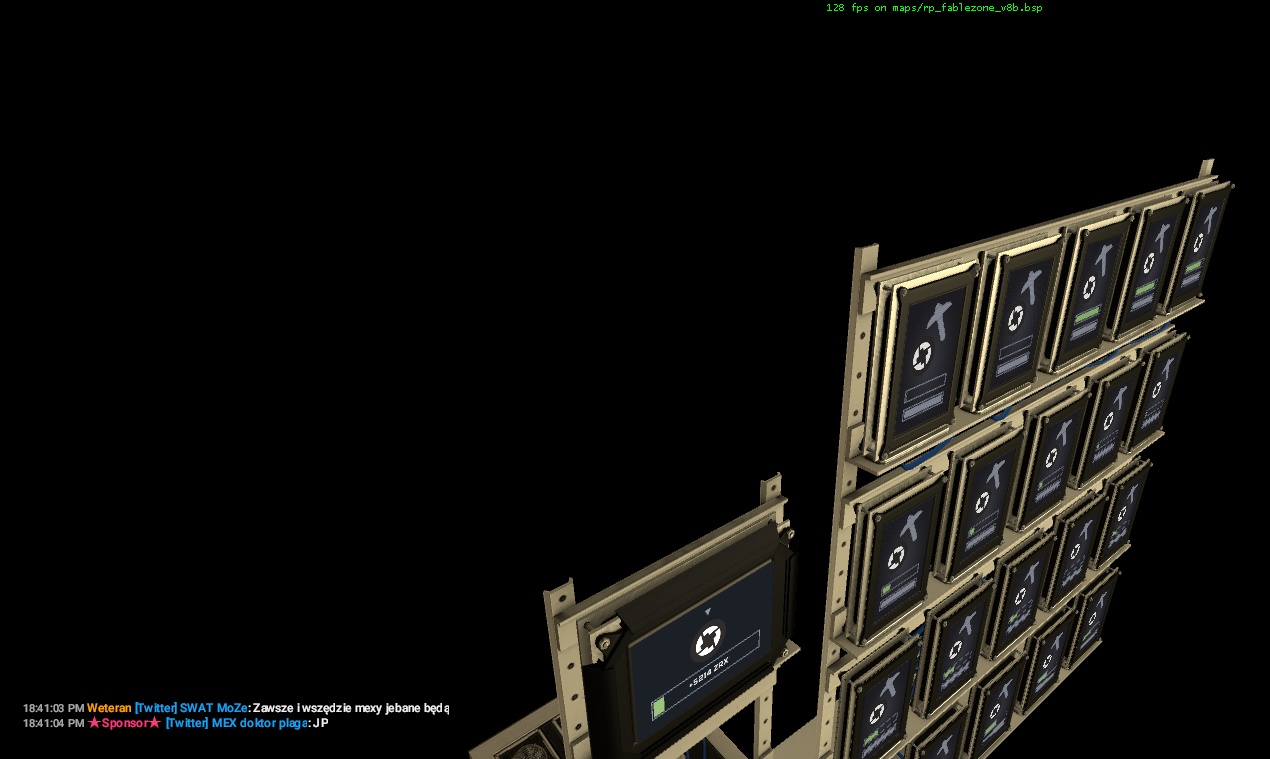 128 fps on maps/rp_fablezone_v8b.bsp
+5214 ZRX
18:41:03 PM Weteran [Twitter] SWAT MoZe: Zawsze i wszędzie mexy jebane będą
18:41:04 PM ★Sponsor★ [Twitter] MEX doktor plaga: JP